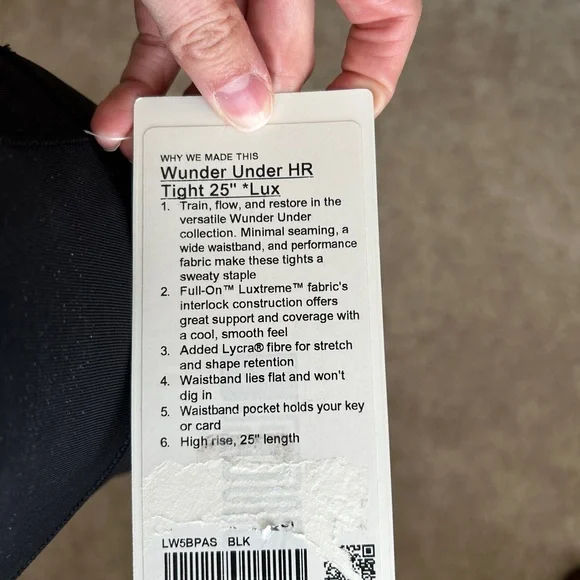 WHY WE MADE THIS
Wunder Under HR
Tight 25" *Lux
1. Train, flow, and restore in the
versatile Wunder Under
collection. Minimal seaming, a
wide waistband, and performance
fabric make these tights a
sweaty staple
2. Full-On™ Luxtreme™ fabric's
interlock construction offers
great support and coverage with
a cool, smooth feel
3. Added Lycra® fibre for stretch
and shape retention
4. Waistband lies flat and won't
dig in
5. Waistband pocket holds your key
or card
6. High rise, 25" length
LW5BPAS BLK